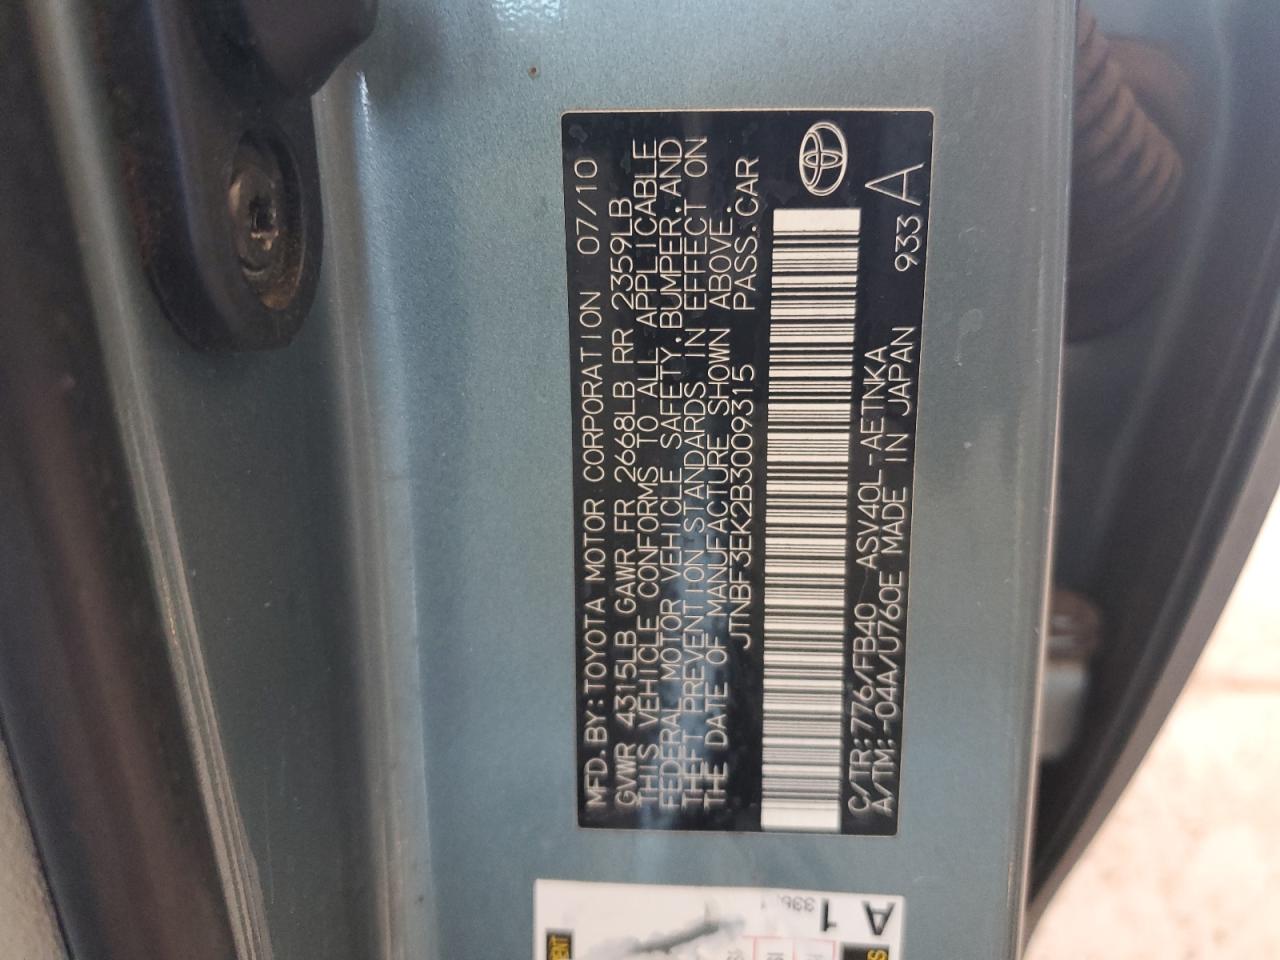 MFD.BY:TOYOTA MOTOR CORPORATION 07/10
GVWR 4315LB GAWR FR 2668LB RR 2359LB
THIS VEHICLE CONFORMS TO ALL APPLICABLE
FEDERAL MOTOR VEHICLE SAFETY,BUMPER,AND
THEFT PREVENTION STANDARDS IN EFFECT ON
THE DATE OF MANUFACTURE SHOWN ABOVE.
JTNBF3EK2B3009315 PASS.CAR
C/TR:776/FB40 ASV40L-AETNKA 933 A
A/TM:-04A/U760E MADE IN JAPAN
A
1